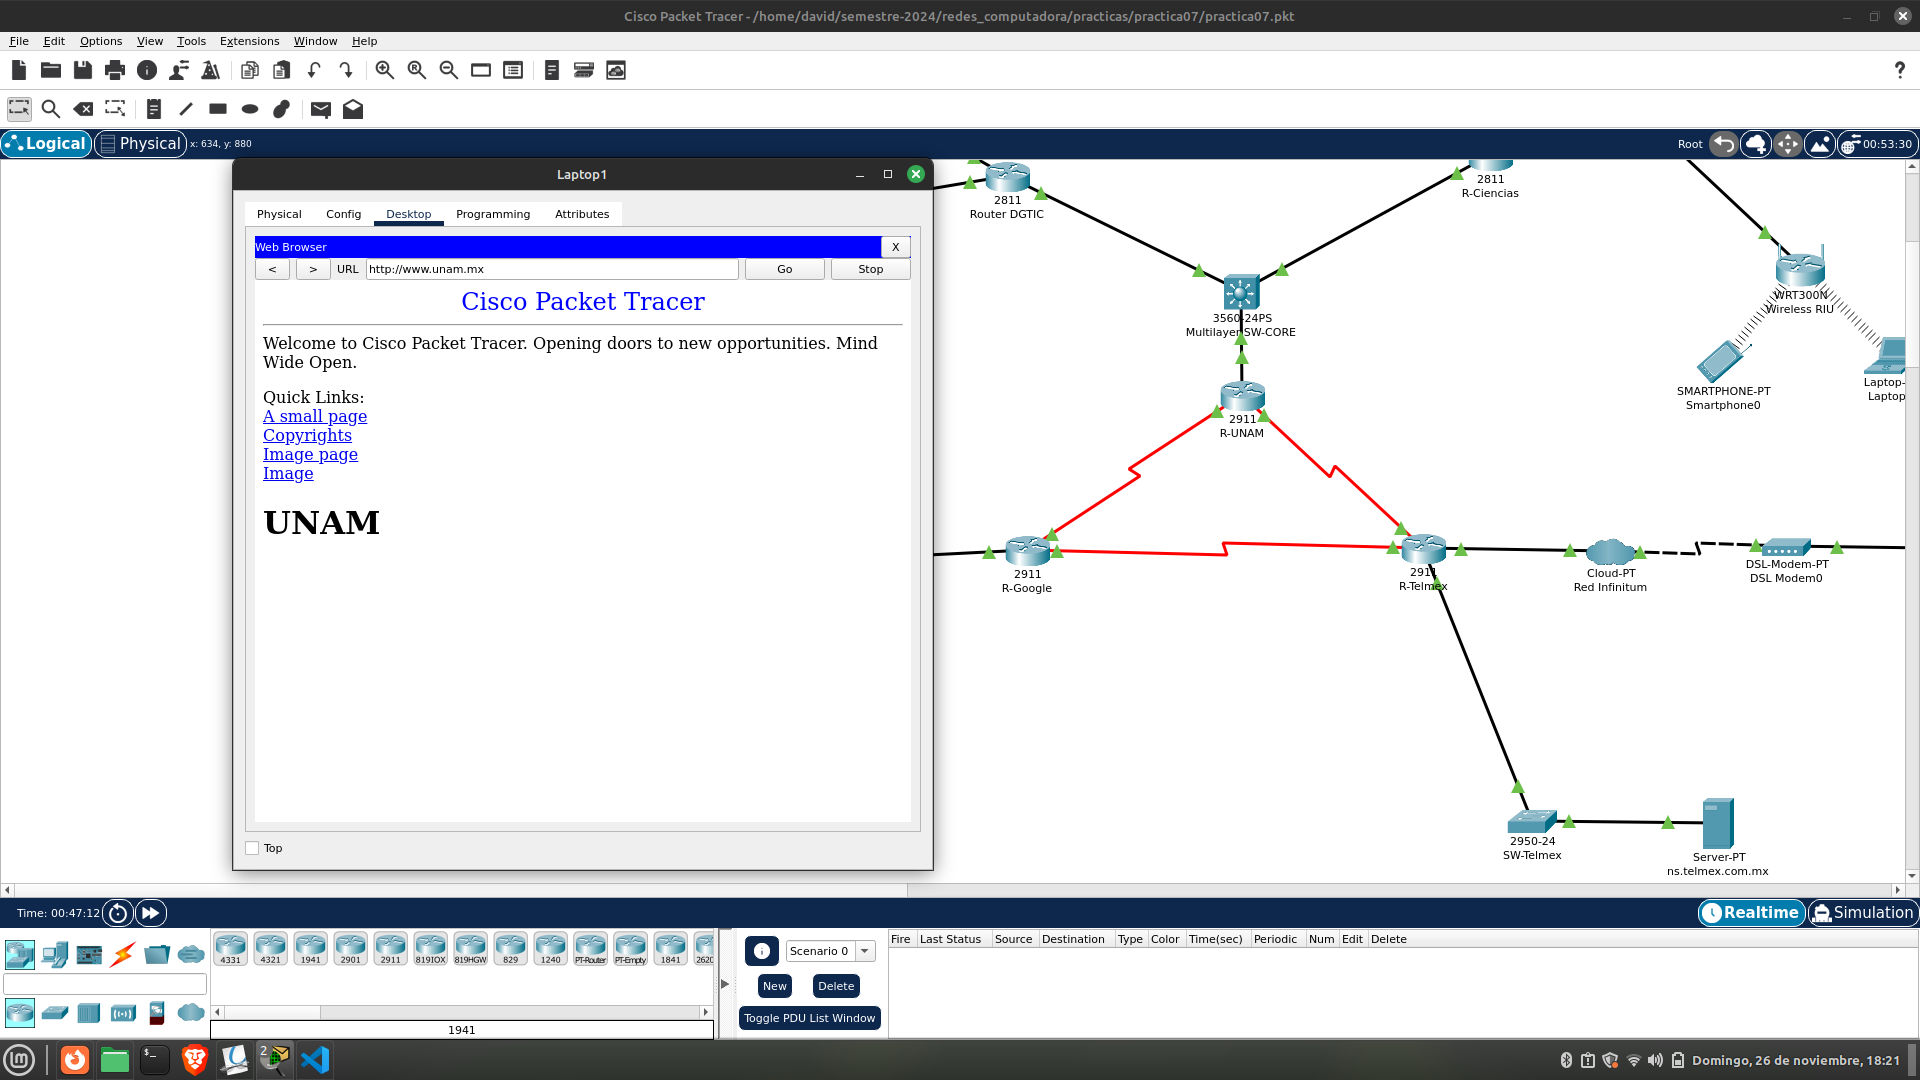 Cisco Packet Tracer - /home/david/semestre-2024/redes_computadora/practicas/practica07/practica07.pkt
File Edit Options View Tools Extensions Window Help
?
Logical Physical x: 634, y: 880 Root 00:53:30
Laptop1
Physical Config Desktop Programming Attributes
Web Browser X
< > URL http://www.unam.mx Go Stop
Cisco Packet Tracer
Welcome to Cisco Packet Tracer. Opening doors to new opportunities. Mind
Wide Open.
Quick Links:
A small page
Copyrights
Image page
Image
UNAM
Top
2811
Router DGTIC
2811
R-Ciencias
3560-24PS
Multilayer SW-CORE
WRT300N
Wireless RIU
SMARTPHONE-PT
Smartphone0
Laptop-
Laptop
2911
R-UNAM
2911
R-Google
2911
R-Telmex
Cloud-PT
Red Infinitum
DSL-Modem-PT
DSL Modem0
2950-24
SW-Telmex
Server-PT
ns.telmex.com.mx
Time: 00:47:12 Realtime Simulation
4331 4321 1941 2901 2911 819IOX 819HGW 829 1240 PT-Router PT-Empty 1841 2620
1941
Scenario 0
New Delete
Toggle PDU List Window
Fire Last Status Source Destination Type Color Time(sec) Periodic Num Edit Delete
2
Domingo, 26 de noviembre, 18:21